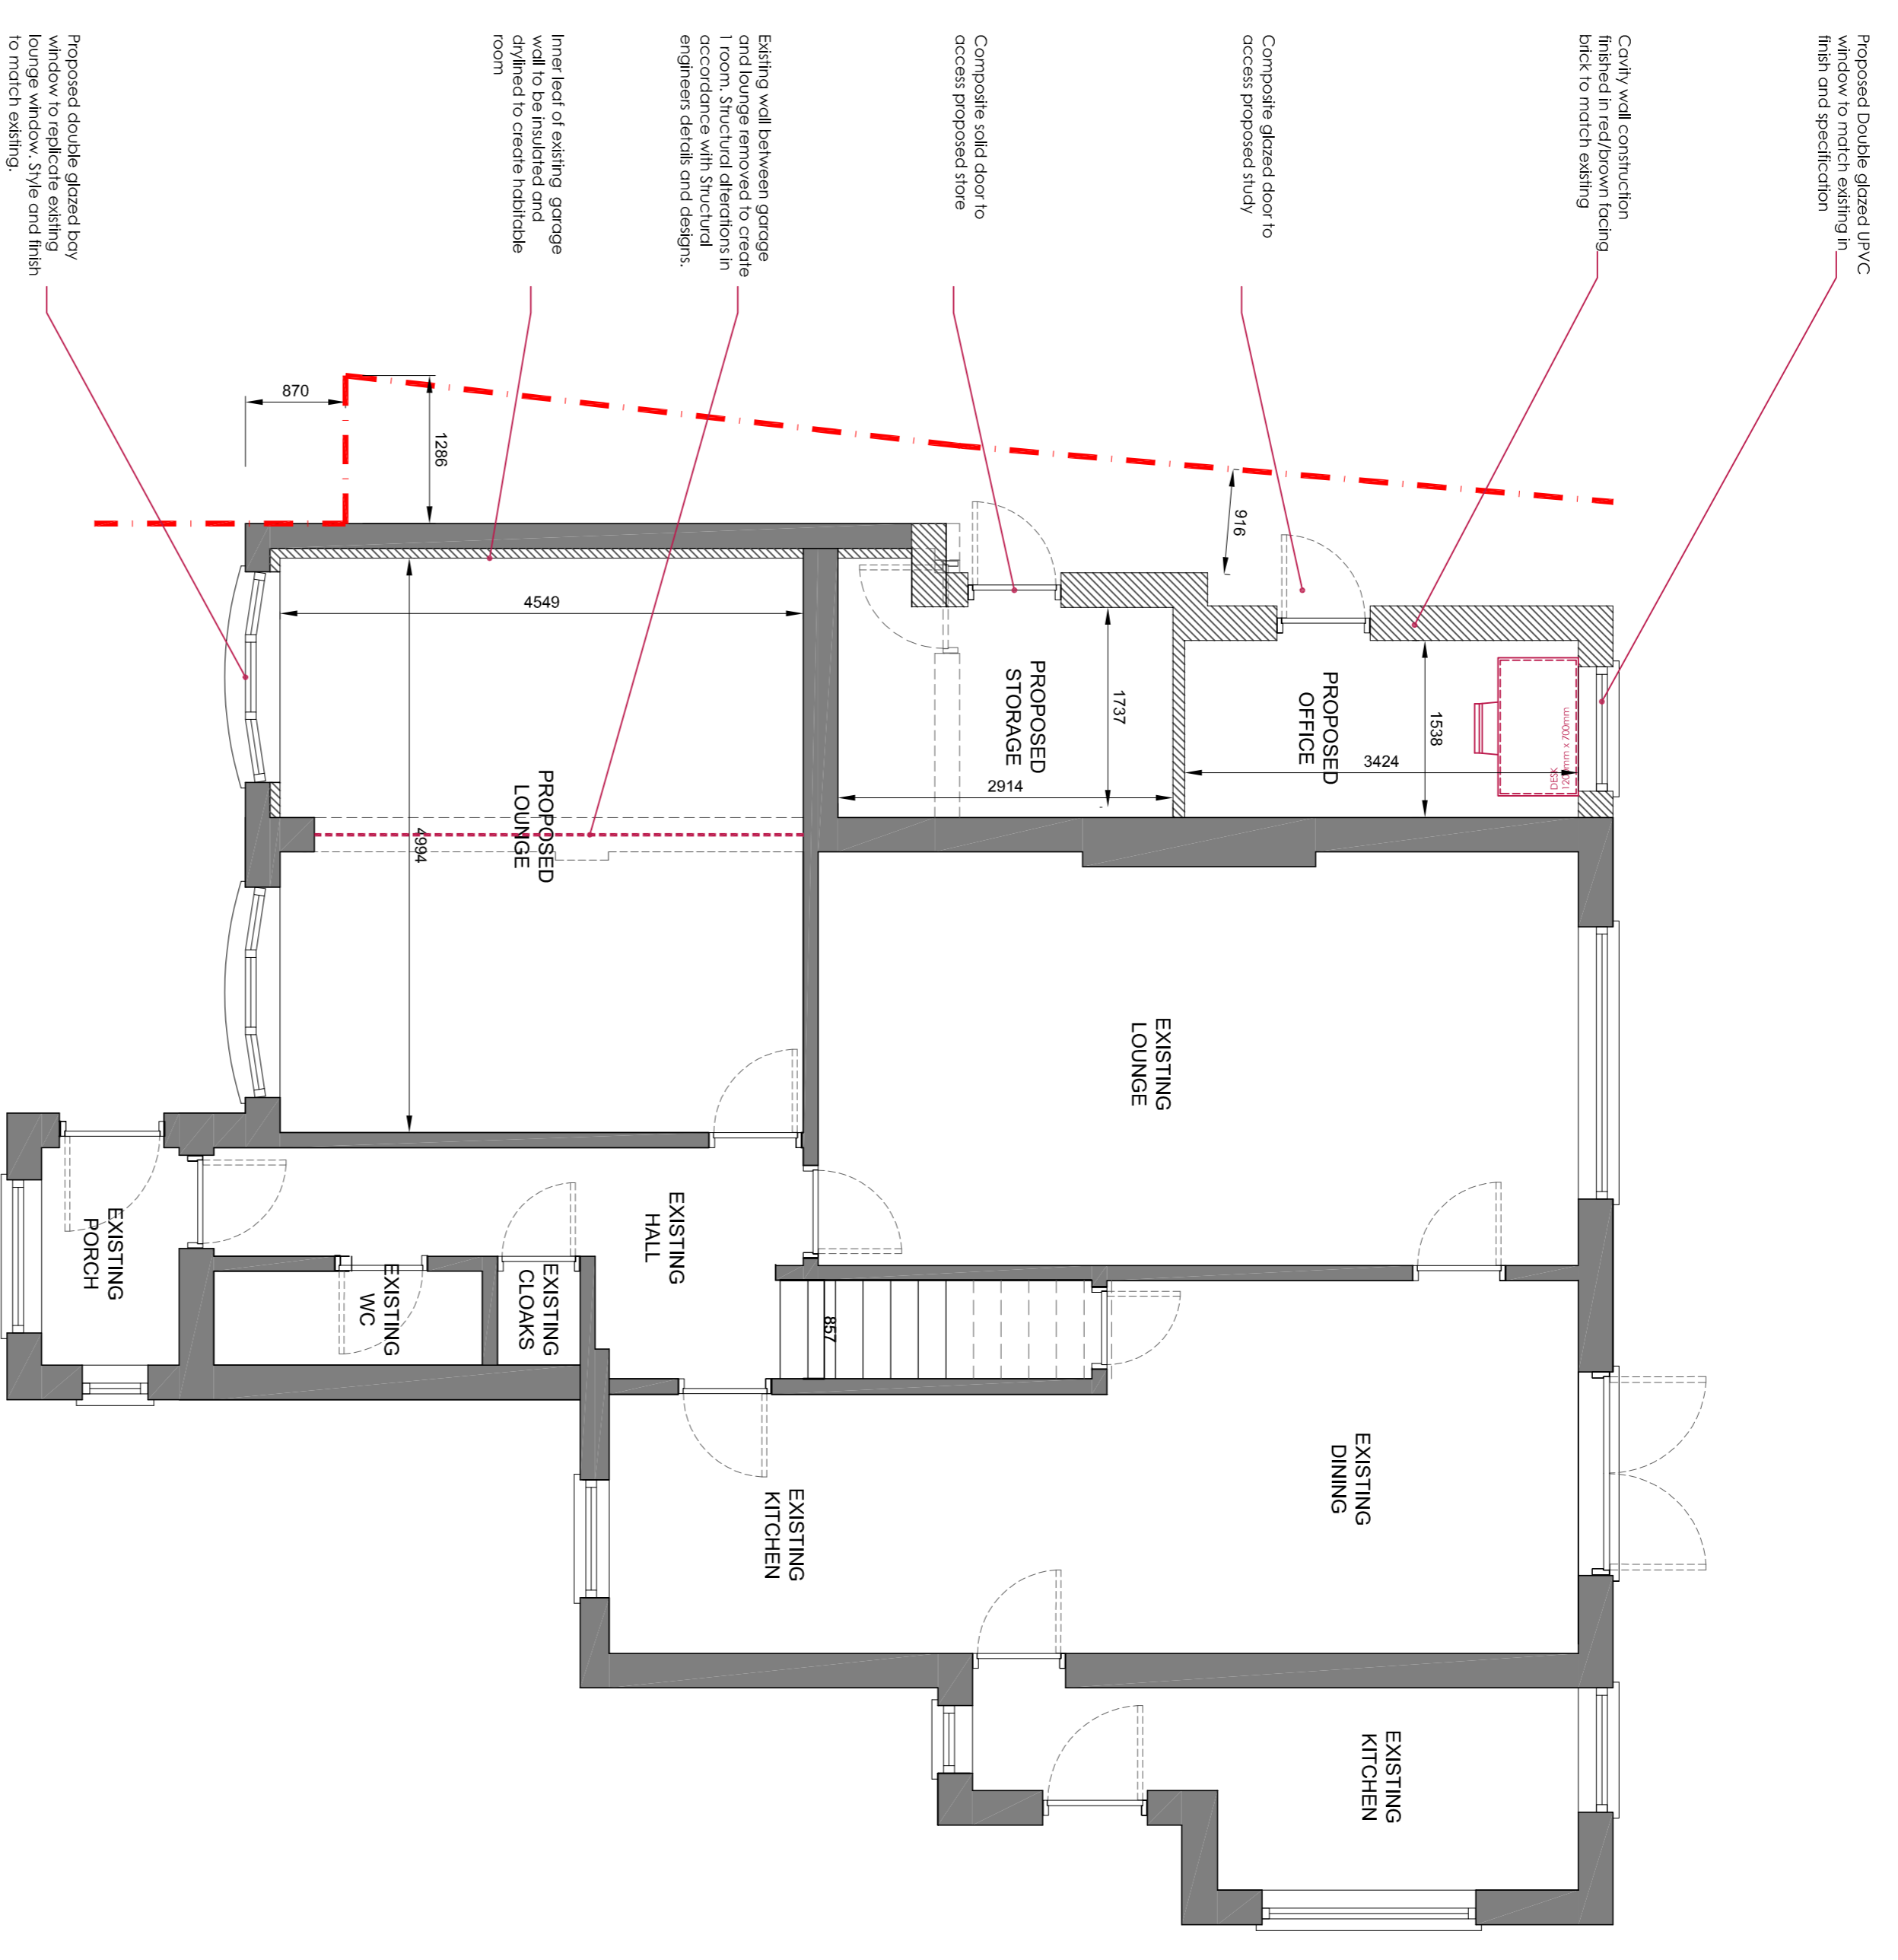 Proposed Double glazed UPVC
window to match existing in
finish and specification
Cavity wall construction
finished in red/brown facing
brick to match existing
Composite glazed door to
access proposed study
Composite solid door to
access proposed store
Existing wall between garage
and lounge removed to create
1 room. Structural alterations in
accordance with Structural
engineers details and designs.
Inner leaf of existing garage
wall to be insulated and
drylined to create habitable
room
Proposed double glazed bay
window to replicate existing
lounge window. Style and finish
to match existing.
870
1286
916
4549
4994
1737
2914
1538
3424
857
DESK
1200mm x 700mm
PROPOSED
OFFICE
PROPOSED
STORAGE
PROPOSED
LOUNGE
EXISTING
LOUNGE
EXISTING
HALL
EXISTING
PORCH
EXISTING
WC
EXISTING
CLOAKS
EXISTING
DINING
EXISTING
KITCHEN
EXISTING
KITCHEN